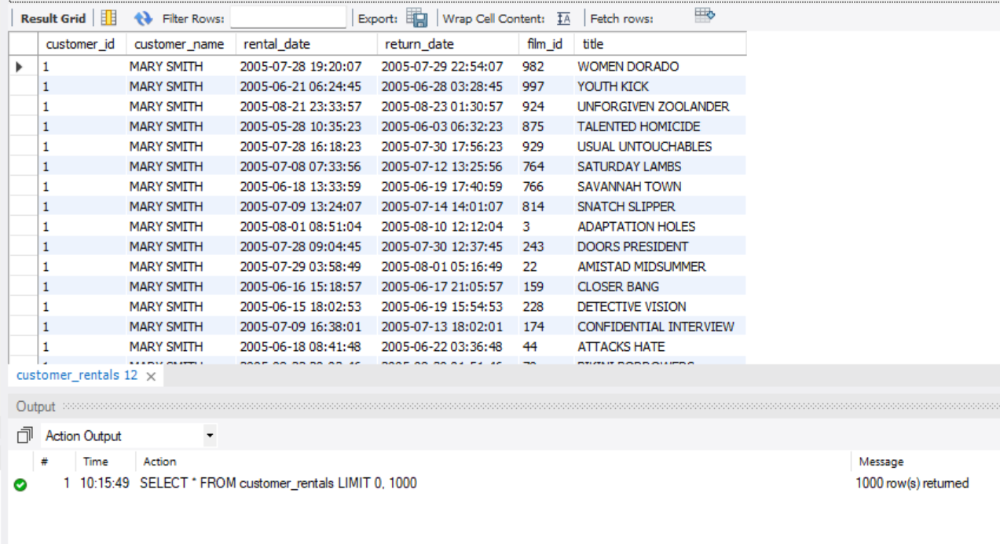 Result Grid Filter Rows: Export: Wrap Cell Content: Fetch rows:
customer_id customer_name rental_date return_date film_id title
1 MARY SMITH 2005-07-28 19:20:07 2005-07-29 22:54:07 982 WOMEN DORADO
1 MARY SMITH 2005-06-21 06:24:45 2005-06-28 03:28:45 997 YOUTH KICK
1 MARY SMITH 2005-08-21 23:33:57 2005-08-23 01:30:57 924 UNFORGIVEN ZOOLANDER
1 MARY SMITH 2005-05-28 10:35:23 2005-06-03 06:32:23 875 TALENTED HOMICIDE
1 MARY SMITH 2005-07-28 16:18:23 2005-07-30 17:56:23 929 USUAL UNTOUCHABLES
1 MARY SMITH 2005-07-08 07:33:56 2005-07-12 13:25:56 764 SATURDAY LAMBS
1 MARY SMITH 2005-06-18 13:33:59 2005-06-19 17:40:59 766 SAVANNAH TOWN
1 MARY SMITH 2005-07-09 13:24:07 2005-07-14 14:01:07 814 SNATCH SLIPPER
1 MARY SMITH 2005-08-01 08:51:04 2005-08-10 12:12:04 3 ADAPTATION HOLES
1 MARY SMITH 2005-07-28 09:04:45 2005-07-30 12:37:45 243 DOORS PRESIDENT
1 MARY SMITH 2005-07-29 03:58:49 2005-08-01 05:16:49 22 AMISTAD MIDSUMMER
1 MARY SMITH 2005-06-16 15:18:57 2005-06-17 21:05:57 159 CLOSER BANG
1 MARY SMITH 2005-06-15 18:02:53 2005-06-19 15:54:53 228 DETECTIVE VISION
1 MARY SMITH 2005-07-09 16:38:01 2005-07-13 18:02:01 174 CONFIDENTIAL INTERVIEW
1 MARY SMITH 2005-06-18 08:41:48 2005-06-22 03:36:48 44 ATTACKS HATE
customer_rentals 12
Output
Action Output
# Time Action Message
1 10:15:49 SELECT * FROM customer_rentals LIMIT 0, 1000 1000 row(s) returned